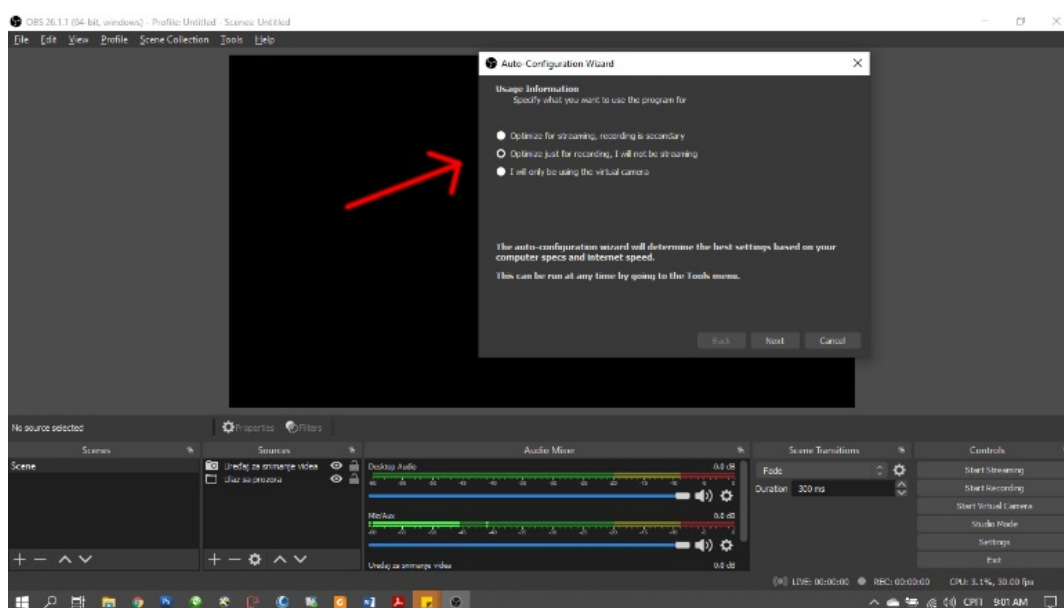 OBS 26.1.1 (64-bit, windows) - Profile: Untitled - Scenes: Untitled
File Edit View Profile Scene Collection Tools Help
Auto-Configuration Wizard
Usage Information
Specify what you want to use the program for
Optimize for streaming, recording is secondary
Optimize just for recording, I will not be streaming
I will only be using the virtual camera
The auto-configuration wizard will determine the best settings based on your
computer specs and internet speed.
This can be run at any time by going to the Tools menu.
Back Next Cancel
No source selected Properties Filters
Scenes Sources Audio Mixer Scene Transitions Controls
Scene
Uređaj za snimanje videa
Ulaz sa prozora
Desktop Audio 0.0 dB
Mic/Aux 0.0 dB
Uređaj za snimanje videa 0.0 dB
Fade
Duration 300 ms
Start Streaming
Start Recording
Start Virtual Camera
Studio Mode
Settings
Exit
LIVE: 00:00:00 REC: 00:00:00 CPU: 3.1%, 30.00 fps
СРП 9:01 AM